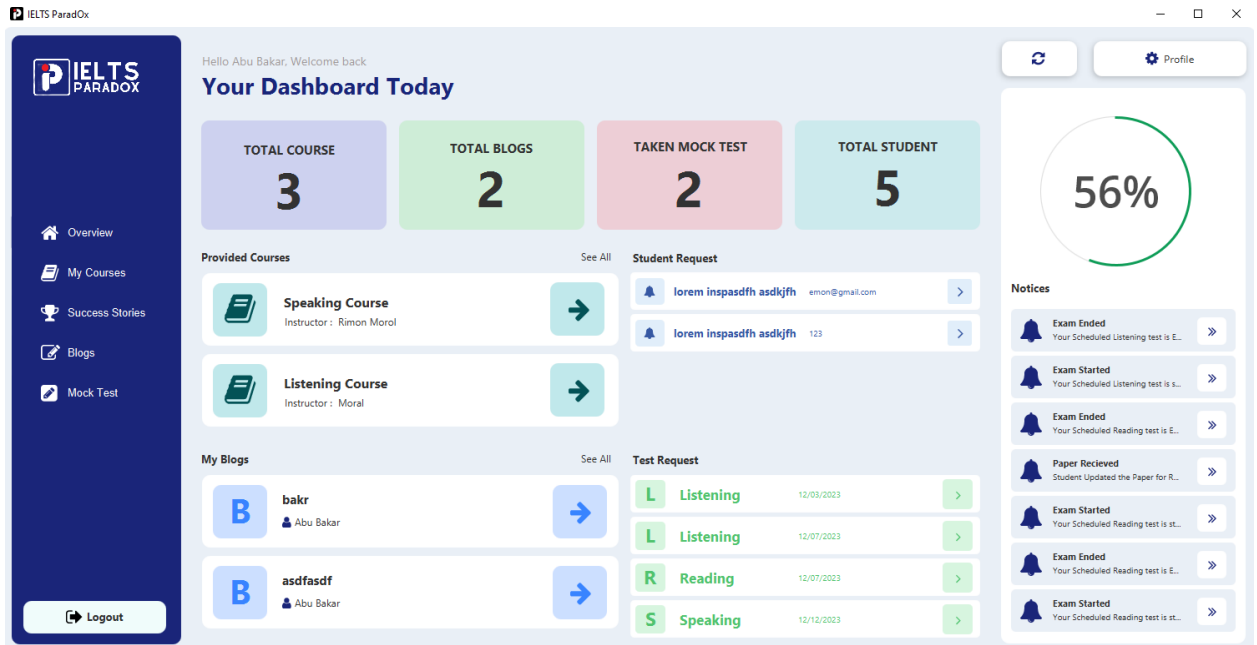 IELTS ParadOx
IELTS
PARADOX
Overview
My Courses
Success Stories
Blogs
Mock Test
Logout
Hello Abu Bakar, Welcome back
Your Dashboard Today
TOTAL COURSE
3
TOTAL BLOGS
2
TAKEN MOCK TEST
2
TOTAL STUDENT
5
Provided Courses
See All
Speaking Course
Instructor : Rimon Morol
Listening Course
Instructor : Moral
Student Request
lorem inspasdfh asdkjfh emon@gmail.com
lorem inspasdfh asdkjfh 123
My Blogs
See All
B
bakr
Abu Bakar
B
asdfasdf
Abu Bakar
Test Request
L Listening 12/03/2023
L Listening 12/07/2023
R Reading 12/07/2023
S Speaking 12/12/2023
Profile
56%
Notices
Exam Ended
Your Scheduled Listening test is E...
Exam Started
Your Scheduled Listening test is s...
Exam Ended
Your Scheduled Reading test is E...
Paper Recieved
Student Updated the Paper for R...
Exam Started
Your Scheduled Reading test is st...
Exam Ended
Your Scheduled Reading test is E...
Exam Started
Your Scheduled Reading test is st...